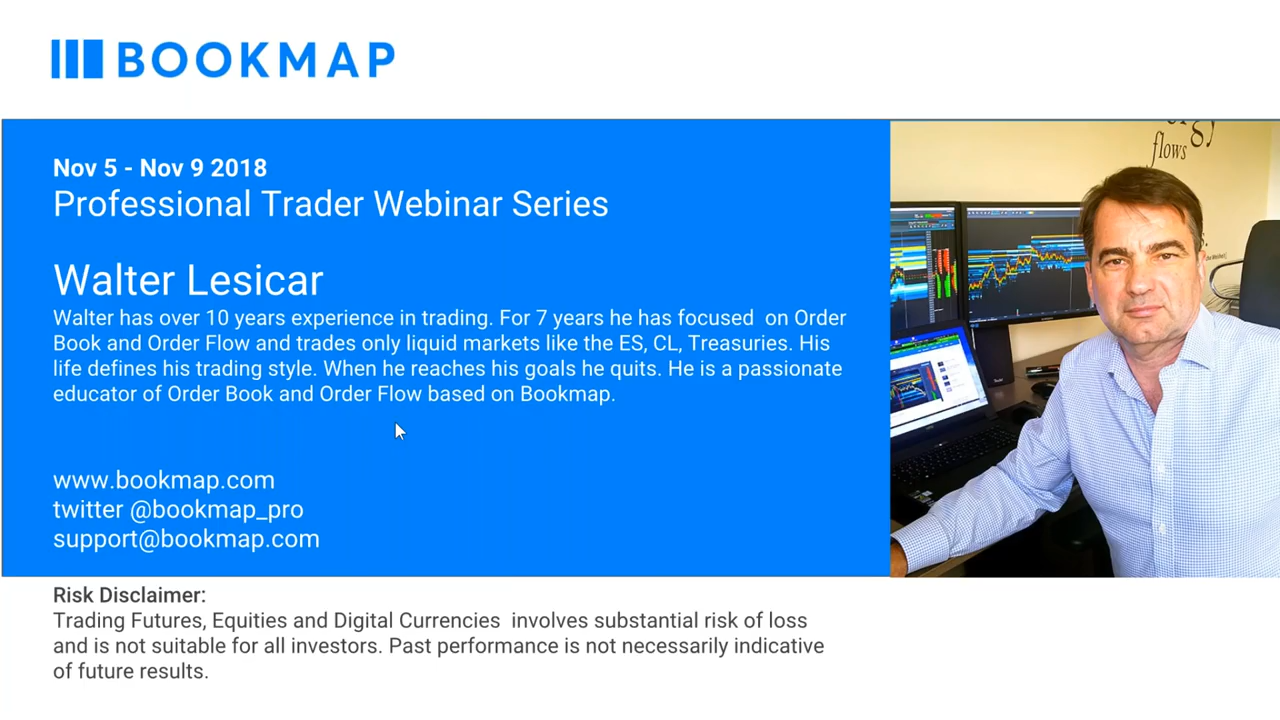 BOOKMAP
Nov 5 - Nov 9 2018
Professional Trader Webinar Series
Walter Lesicar
Walter has over 10 years experience in trading. For 7 years he has focused  on Order
Book and Order Flow and trades only liquid markets like the ES, CL, Treasuries. His
life defines his trading style. When he reaches his goals he quits. He is a passionate
educator of Order Book and Order Flow based on Bookmap.
www.bookmap.com
twitter @bookmap_pro
support@bookmap.com
flows
Risk Disclaimer:
Trading Futures, Equities and Digital Currencies  involves substantial risk of loss
and is not suitable for all investors. Past performance is not necessarily indicative
of future results.